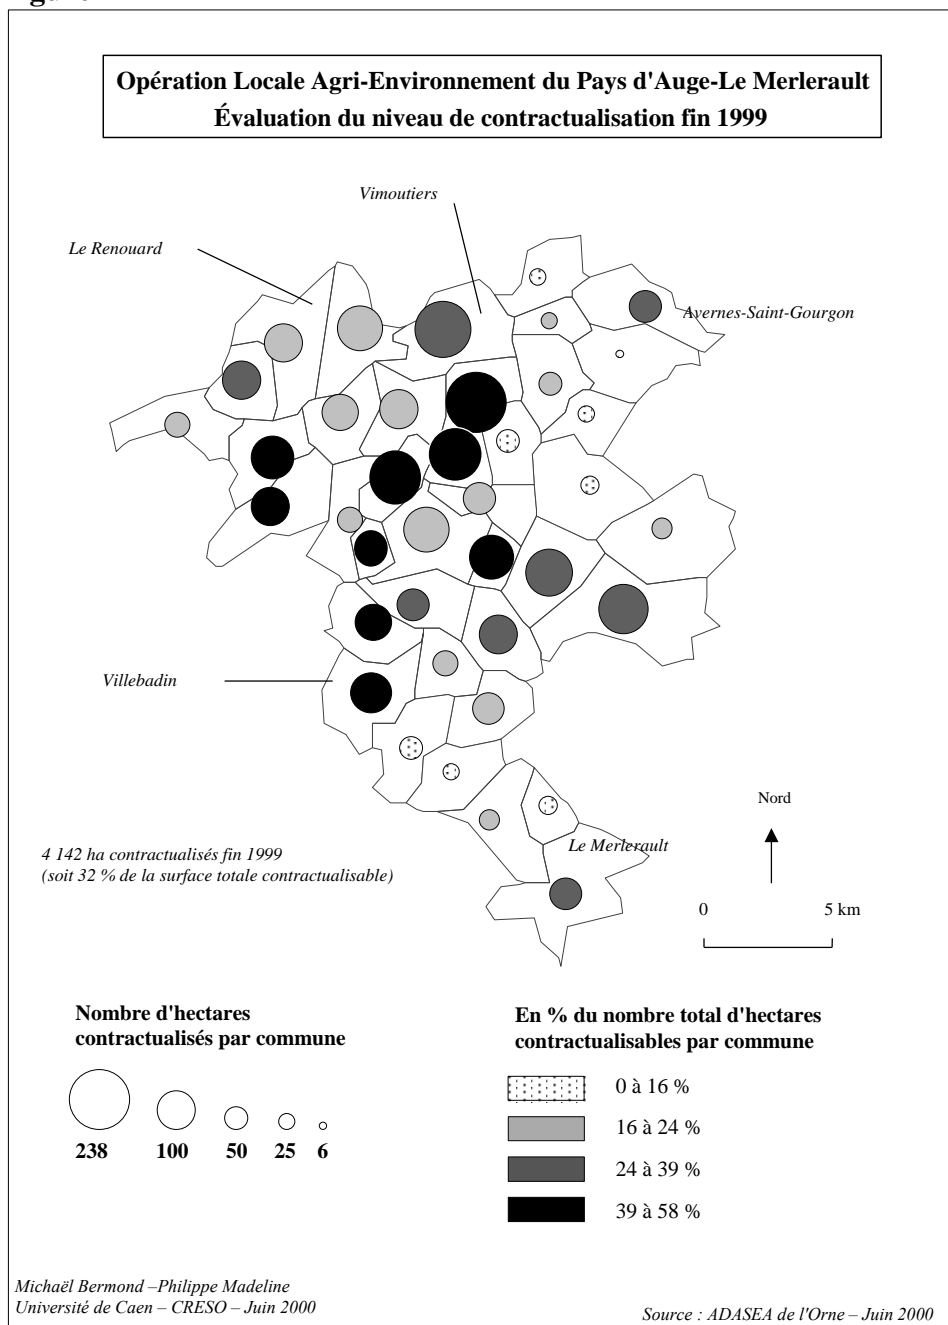 Opération Locale Agri-Environnement du Pays d'Auge-Le Merlerault
Évaluation du niveau de contractualisation fin 1999
Vimoutiers
Le Renouard
Avernes-Saint-Gourgon
Villebadin
Nord
Le Merlerault
4 142 ha contractualisés fin 1999
(soit 32 % de la surface totale contractualisable)
0 5 km
Nombre d'hectares
contractualisés par commune
238 100 50 25 6
En % du nombre total d'hectares
contractualisables par commune
0 à 16 %
16 à 24 %
24 à 39 %
39 à 58 %
Michaël Bermond –Philippe Madeline
Université de Caen – CRESO – Juin 2000
Source : ADASEA de l'Orne – Juin 2000